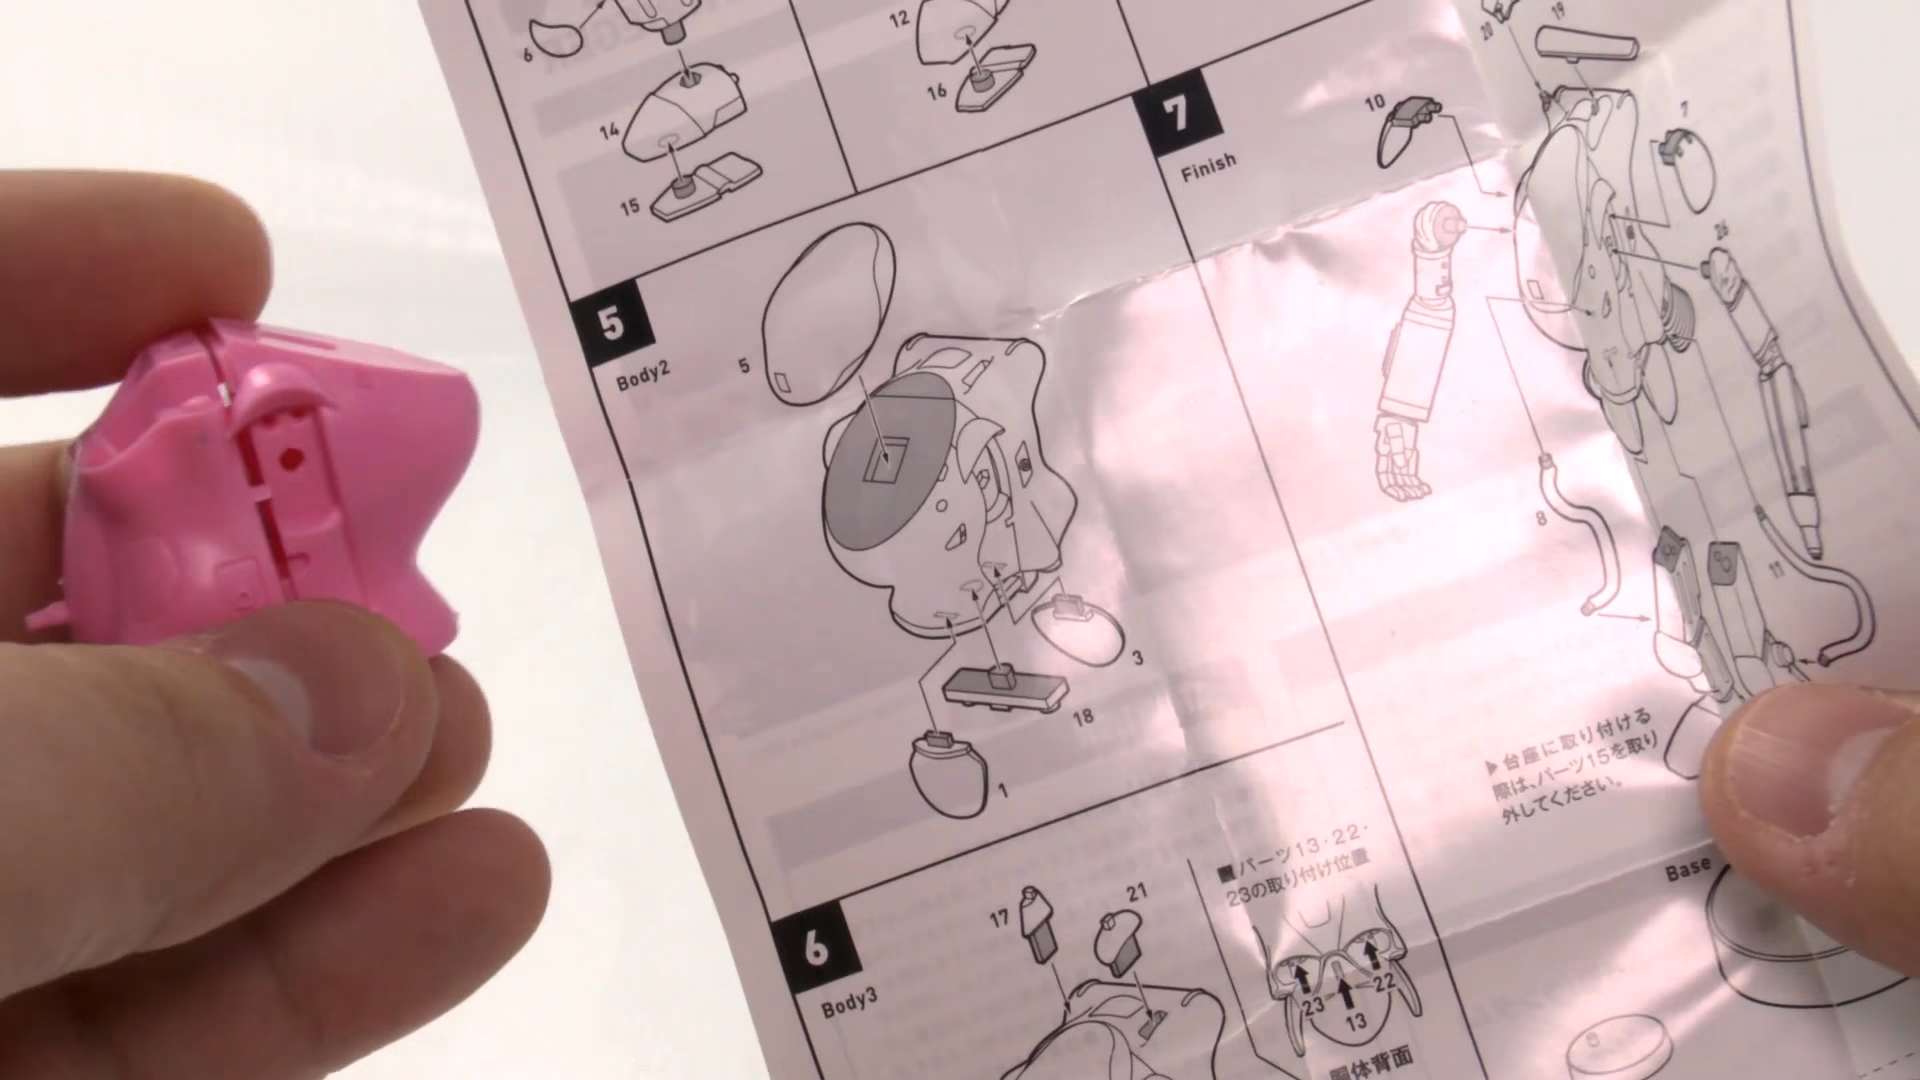 6
14
15
12
16
5
Body2
5
3
18
1
6
Body3
17
21
■パーツ13・22・
23の取り付け位置
23
13
22
胴体背面
7
Finish
10
20
19
7
26
8
11
▶台座に取り付ける
際は、パーツ15を取り
外してください。
Base